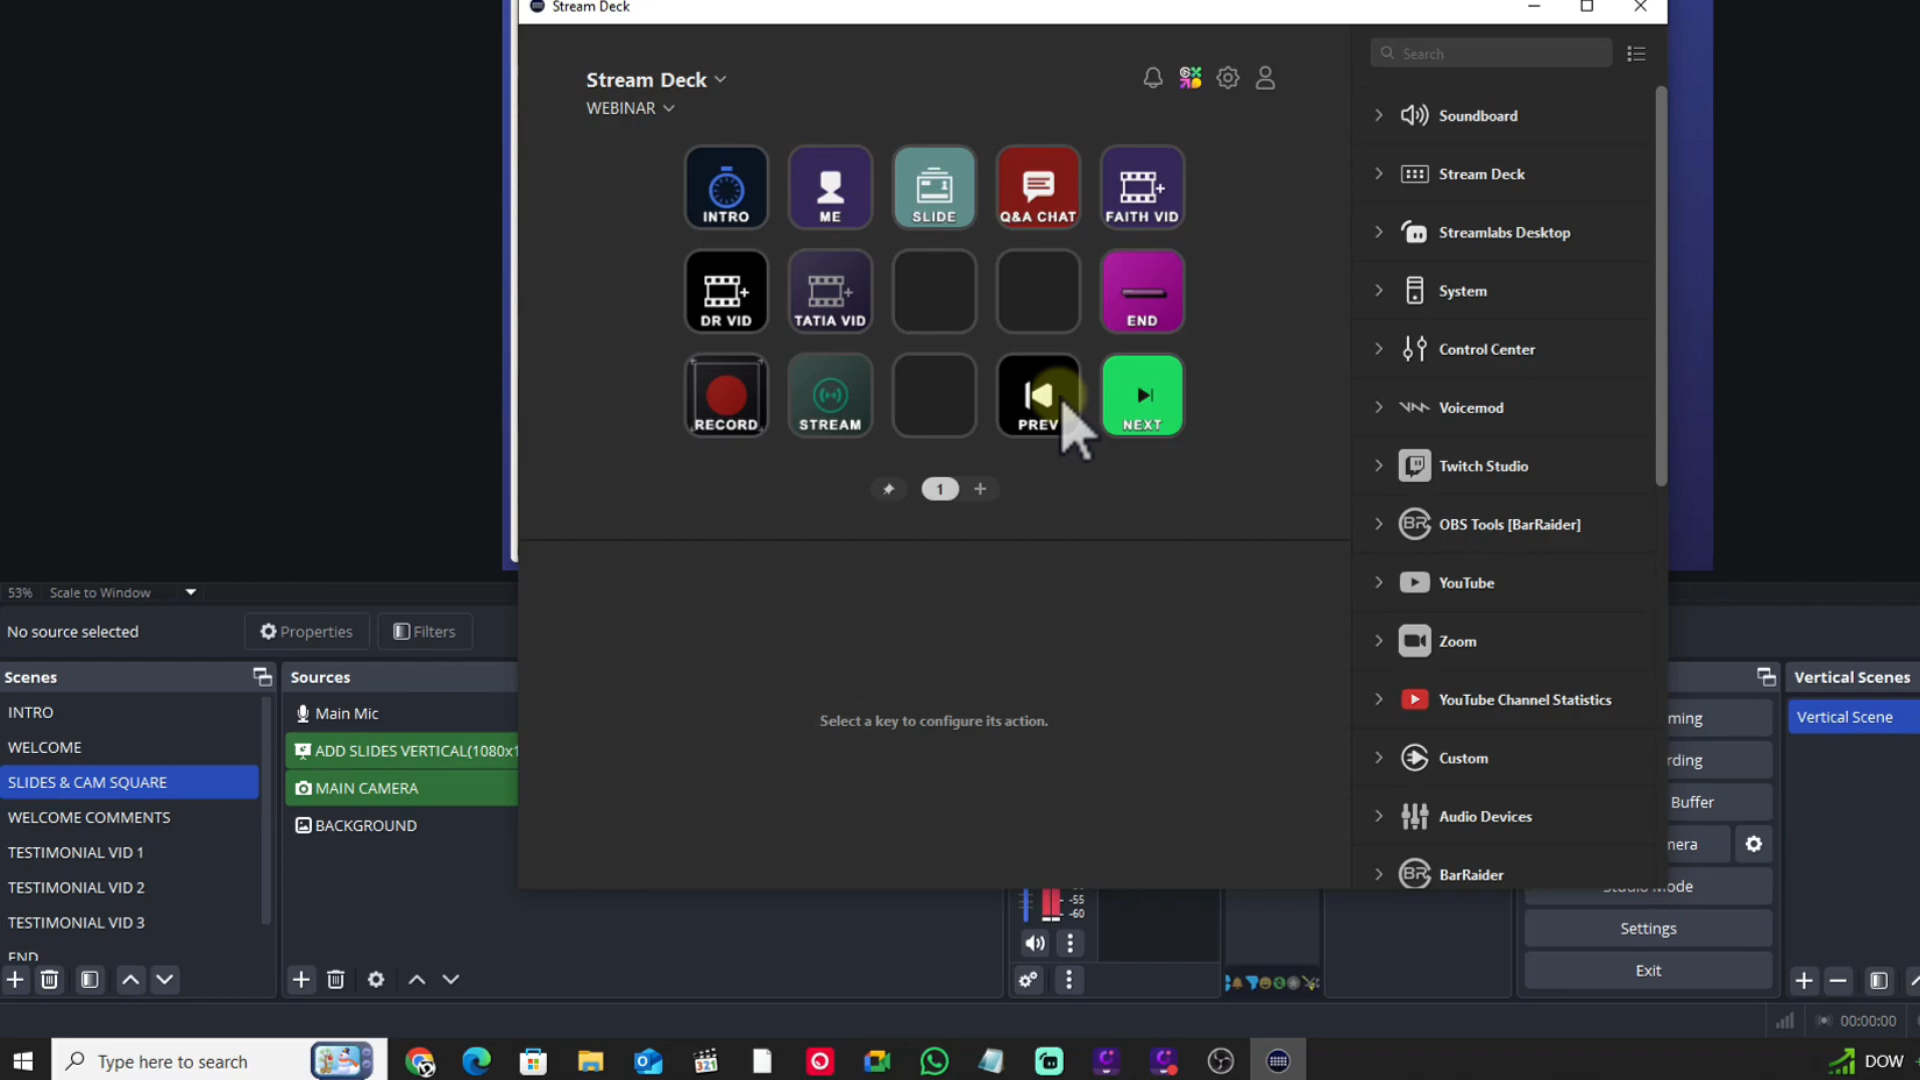 Stream Deck
Search
Stream Deck
WEBINAR
INTRO
ME
SLIDE
Q&A CHAT
FAITH VID
DR VID
TATIA VID
END
RECORD
STREAM
PREV
NEXT
1
Select a key to configure its action.
Soundboard
Stream Deck
Streamlabs Desktop
System
Control Center
Voicemod
Twitch Studio
OBS Tools [BarRaider]
YouTube
Zoom
YouTube Channel Statistics
Custom
Audio Devices
BarRaider
53% Scale to Window
No source selected
Properties
Filters
Scenes
INTRO
WELCOME
SLIDES & CAM SQUARE
WELCOME COMMENTS
TESTIMONIAL VID 1
TESTIMONIAL VID 2
TESTIMONIAL VID 3
END
Sources
Main Mic
ADD SLIDES VERTICAL(1080x1
MAIN CAMERA
BACKGROUND
-55
-60
ming
rding
Buffer
mera
Studio Mode
Settings
Exit
Vertical Scenes
Vertical Scene
00:00:00
Type here to search
321
DOW